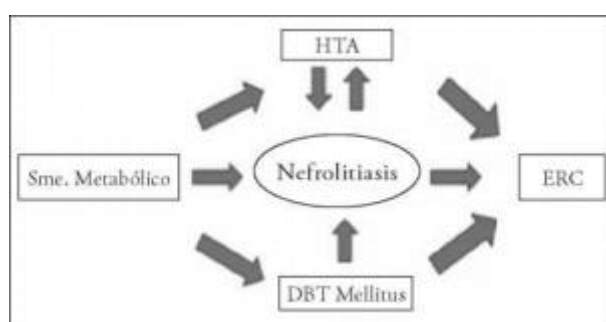 HTA
Sme. Metabólico
Nefrolitiasis
ERC
DBT Mellitus